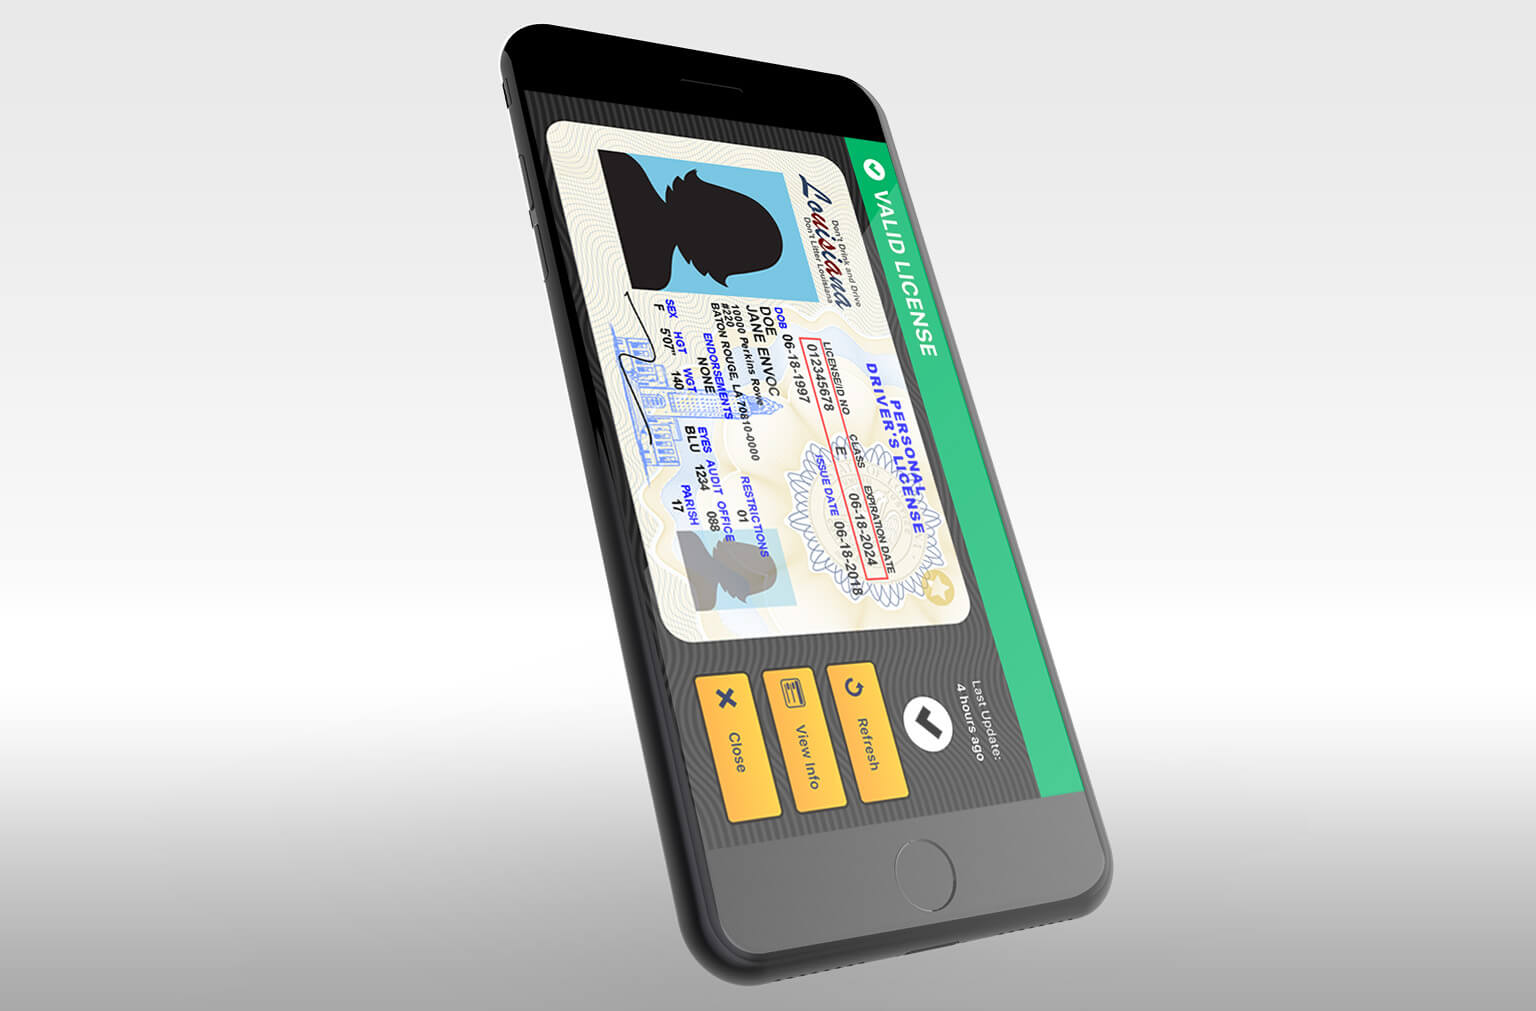 VALID LICENSE
Louisiana
Don't Drink and Drive
Don't Litter Louisiana
PERSONAL
DRIVER'S LICENSE
LICENSE/ID NO CLASS EXPIRATION DATE
012345678 E 06-18-2024
DOB 06-18-1997 ISSUE DATE 06-18-2018
DOE
JANE ENVOC
10000 Perkins Rowe
#220
BATON ROUGE, LA 70810-0000
RESTRICTIONS
01
ENDORSEMENTS
NONE
SEX HGT WGT EYES AUDIT OFFICE
F 5'07" 140 BLU 1234 088
PARISH
17
Last Update:
4 hours ago
Refresh
View Info
Close